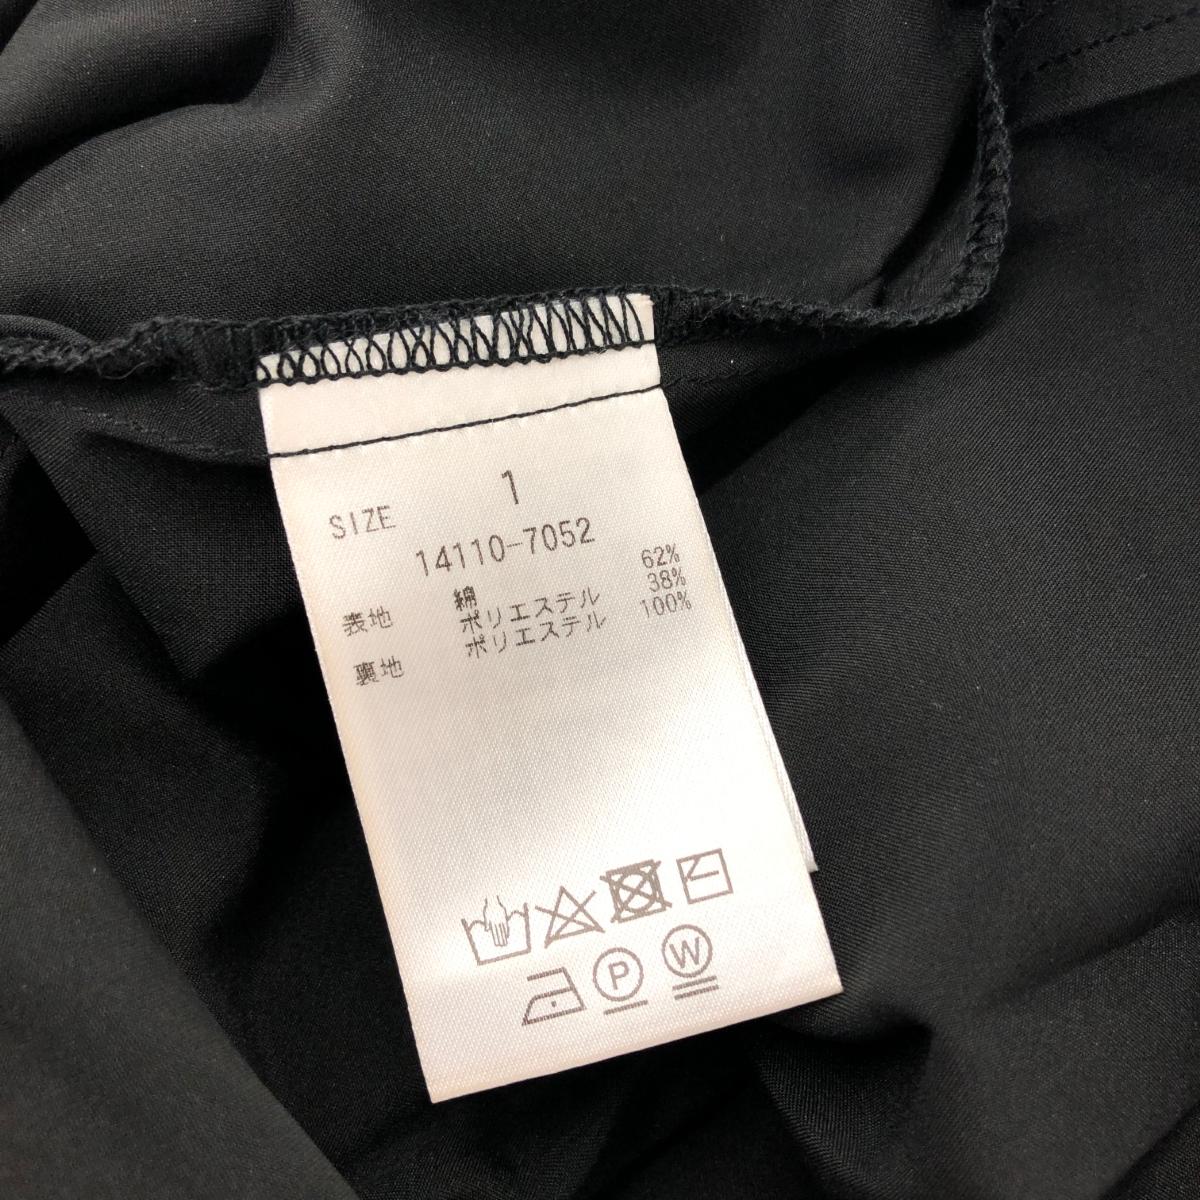 SIZE 1
14110-7052
表地 綿 62%
ポリエステル 38%
裏地 ポリエステル 100%
P W